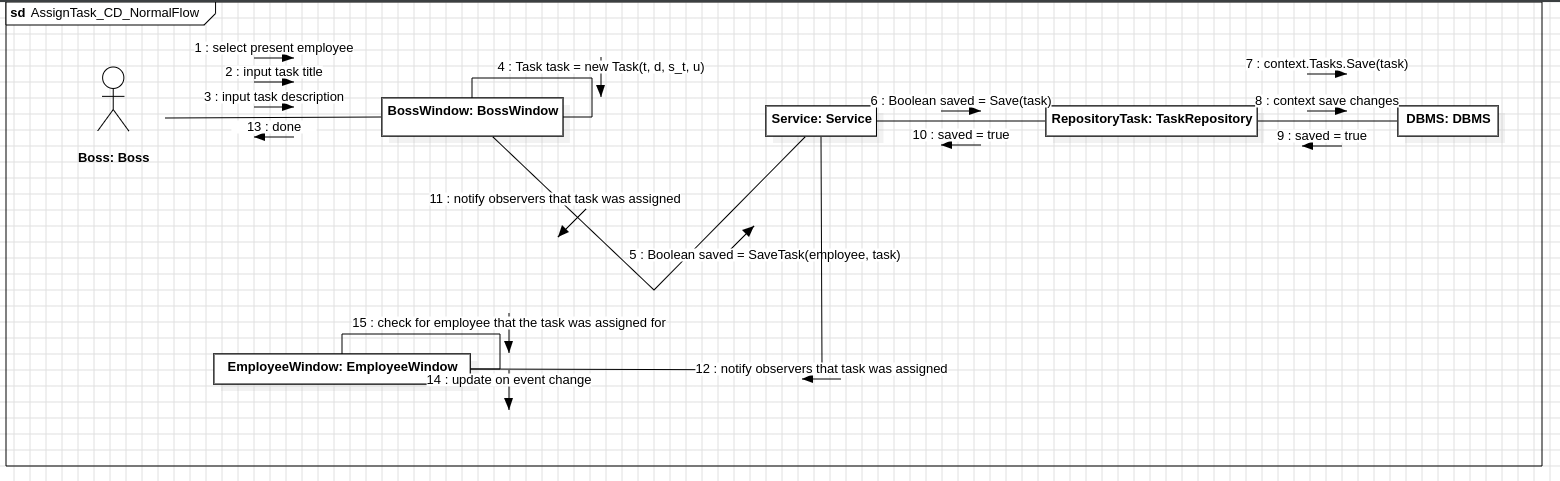 sd AssignTask_CD_NormalFlow
1 : select present employee
2 : input task title
3 : input task description
13 : done
Boss: Boss
4 : Task task = new Task(t, d, s_t, u)
BossWindow: BossWindow
Service: Service
6 : Boolean saved = Save(task)
10 : saved = true
RepositoryTask: TaskRepository
7 : context.Tasks.Save(task)
8 : context save changes
9 : saved = true
DBMS: DBMS
11 : notify observers that task was assigned
5 : Boolean saved = SaveTask(employee, task)
15 : check for employee that the task was assigned for
EmployeeWindow: EmployeeWindow
14 : update on event change
12 : notify observers that task was assigned